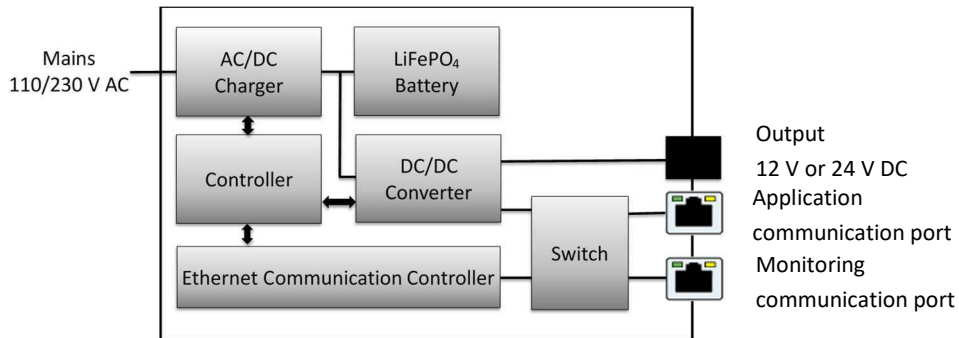 Mains
110/230 V AC
AC/DC
Charger
LiFePO₄
Battery
Controller
DC/DC
Converter
Ethernet Communication Controller
Switch
Output
12 V or 24 V DC
Application
communication port
Monitoring
communication port